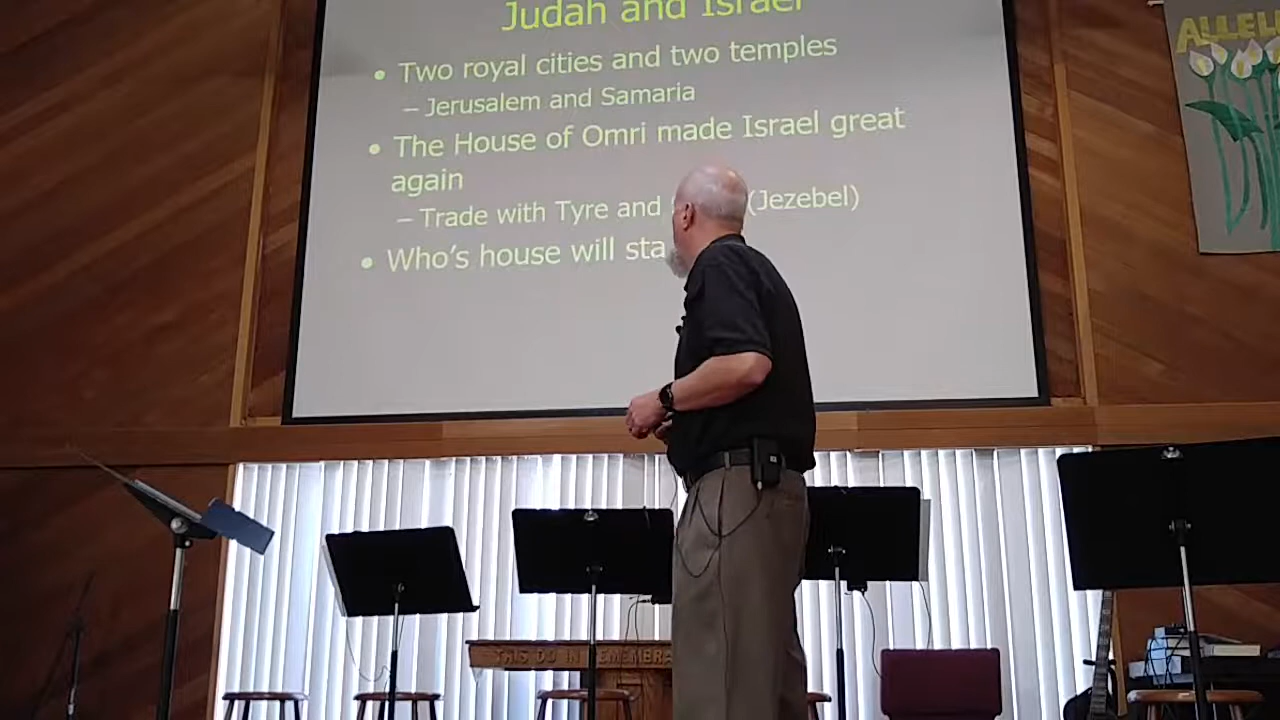 Judah and Israel
• Two royal cities and two temples
– Jerusalem and Samaria
• The House of Omri made Israel great
again
– Trade with Tyre and (Jezebel)
• Who's house will sta
ALLEL
THIS DO IN REMEMBRA